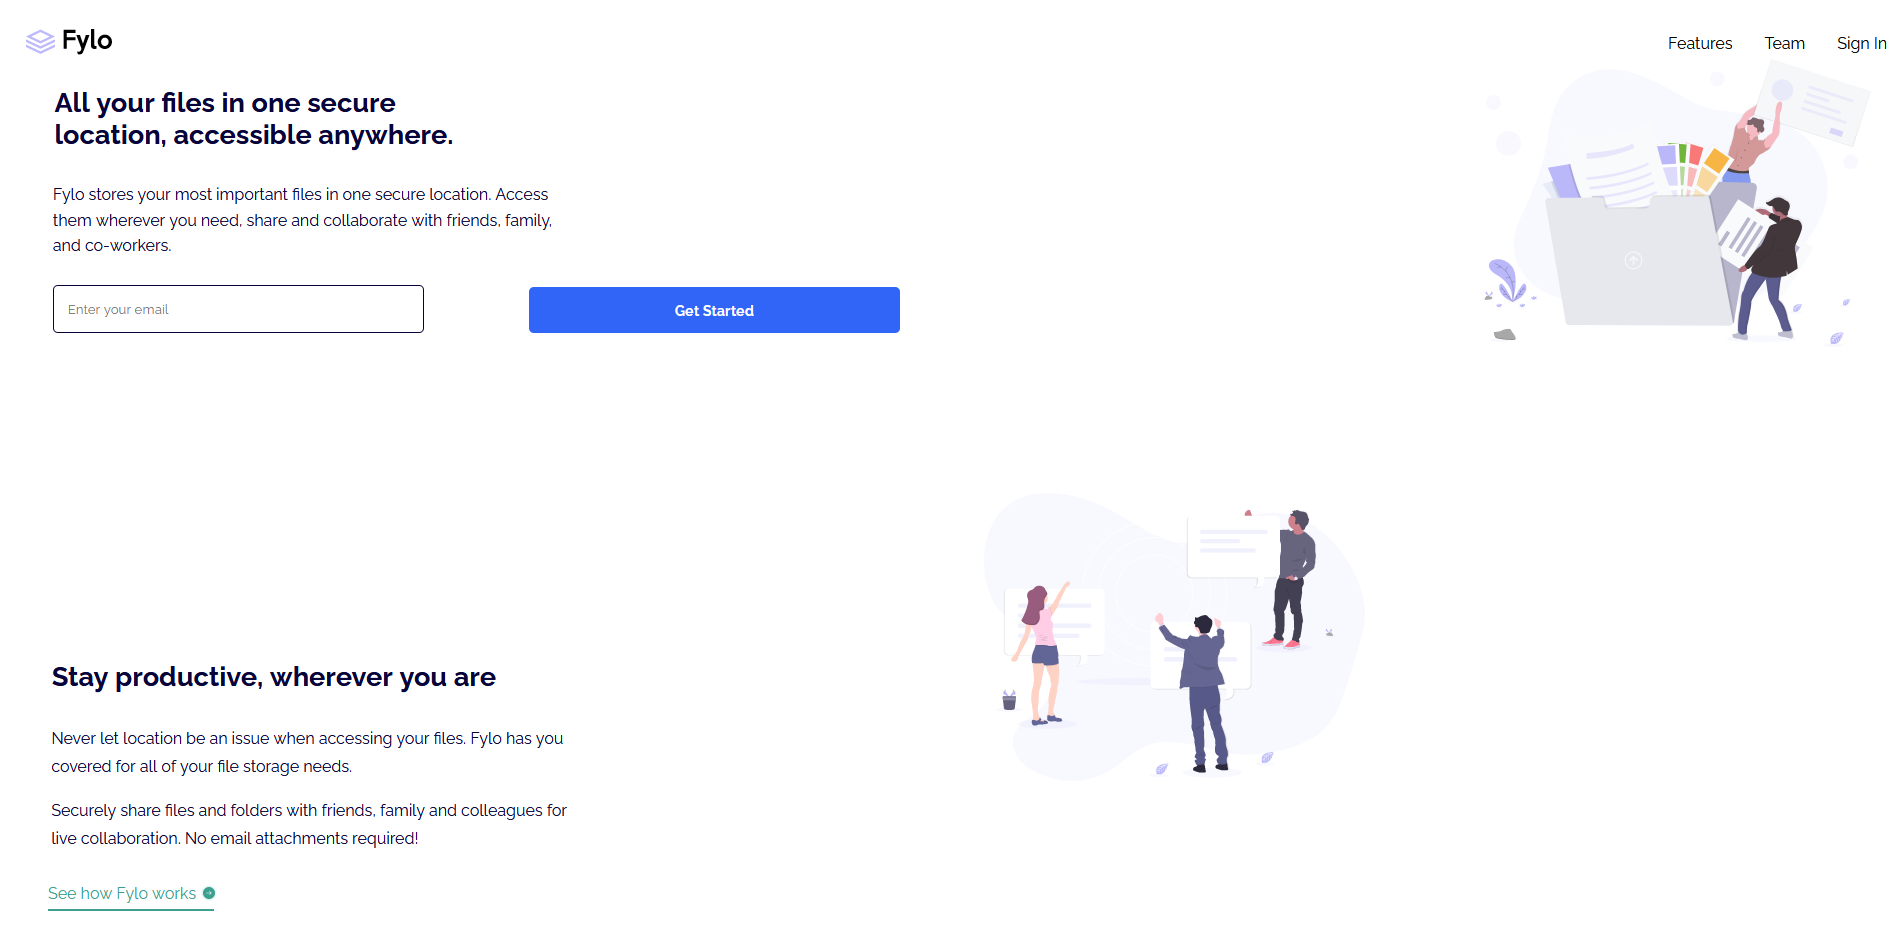 Fylo
Features Team Sign In
All your files in one secure
location, accessible anywhere.
Fylo stores your most important files in one secure location. Access
them wherever you need, share and collaborate with friends, family,
and co-workers.
Enter your email
Get Started
Stay productive, wherever you are
Never let location be an issue when accessing your files. Fylo has you
covered for all of your file storage needs.
Securely share files and folders with friends, family and colleagues for
live collaboration. No email attachments required!
See how Fylo works